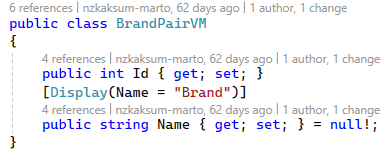 6 references | nzkaksum-marto, 62 days ago | 1 author, 1 change
public class BrandPairVM
{
4 references | nzkaksum-marto, 62 days ago | 1 author, 1 change
public int Id { get; set; }
[Display(Name = "Brand")]
4 references | nzkaksum-marto, 62 days ago | 1 author, 1 change
public string Name { get; set; } = null!;
}